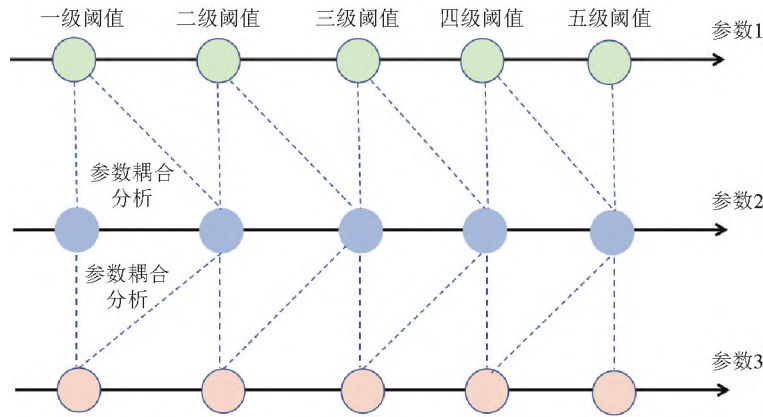 一级阈值 二级阈值 三级阈值 四级阈值 五级阈值
参数1
参数耦合
分析
参数2
参数耦合
分析
参数3